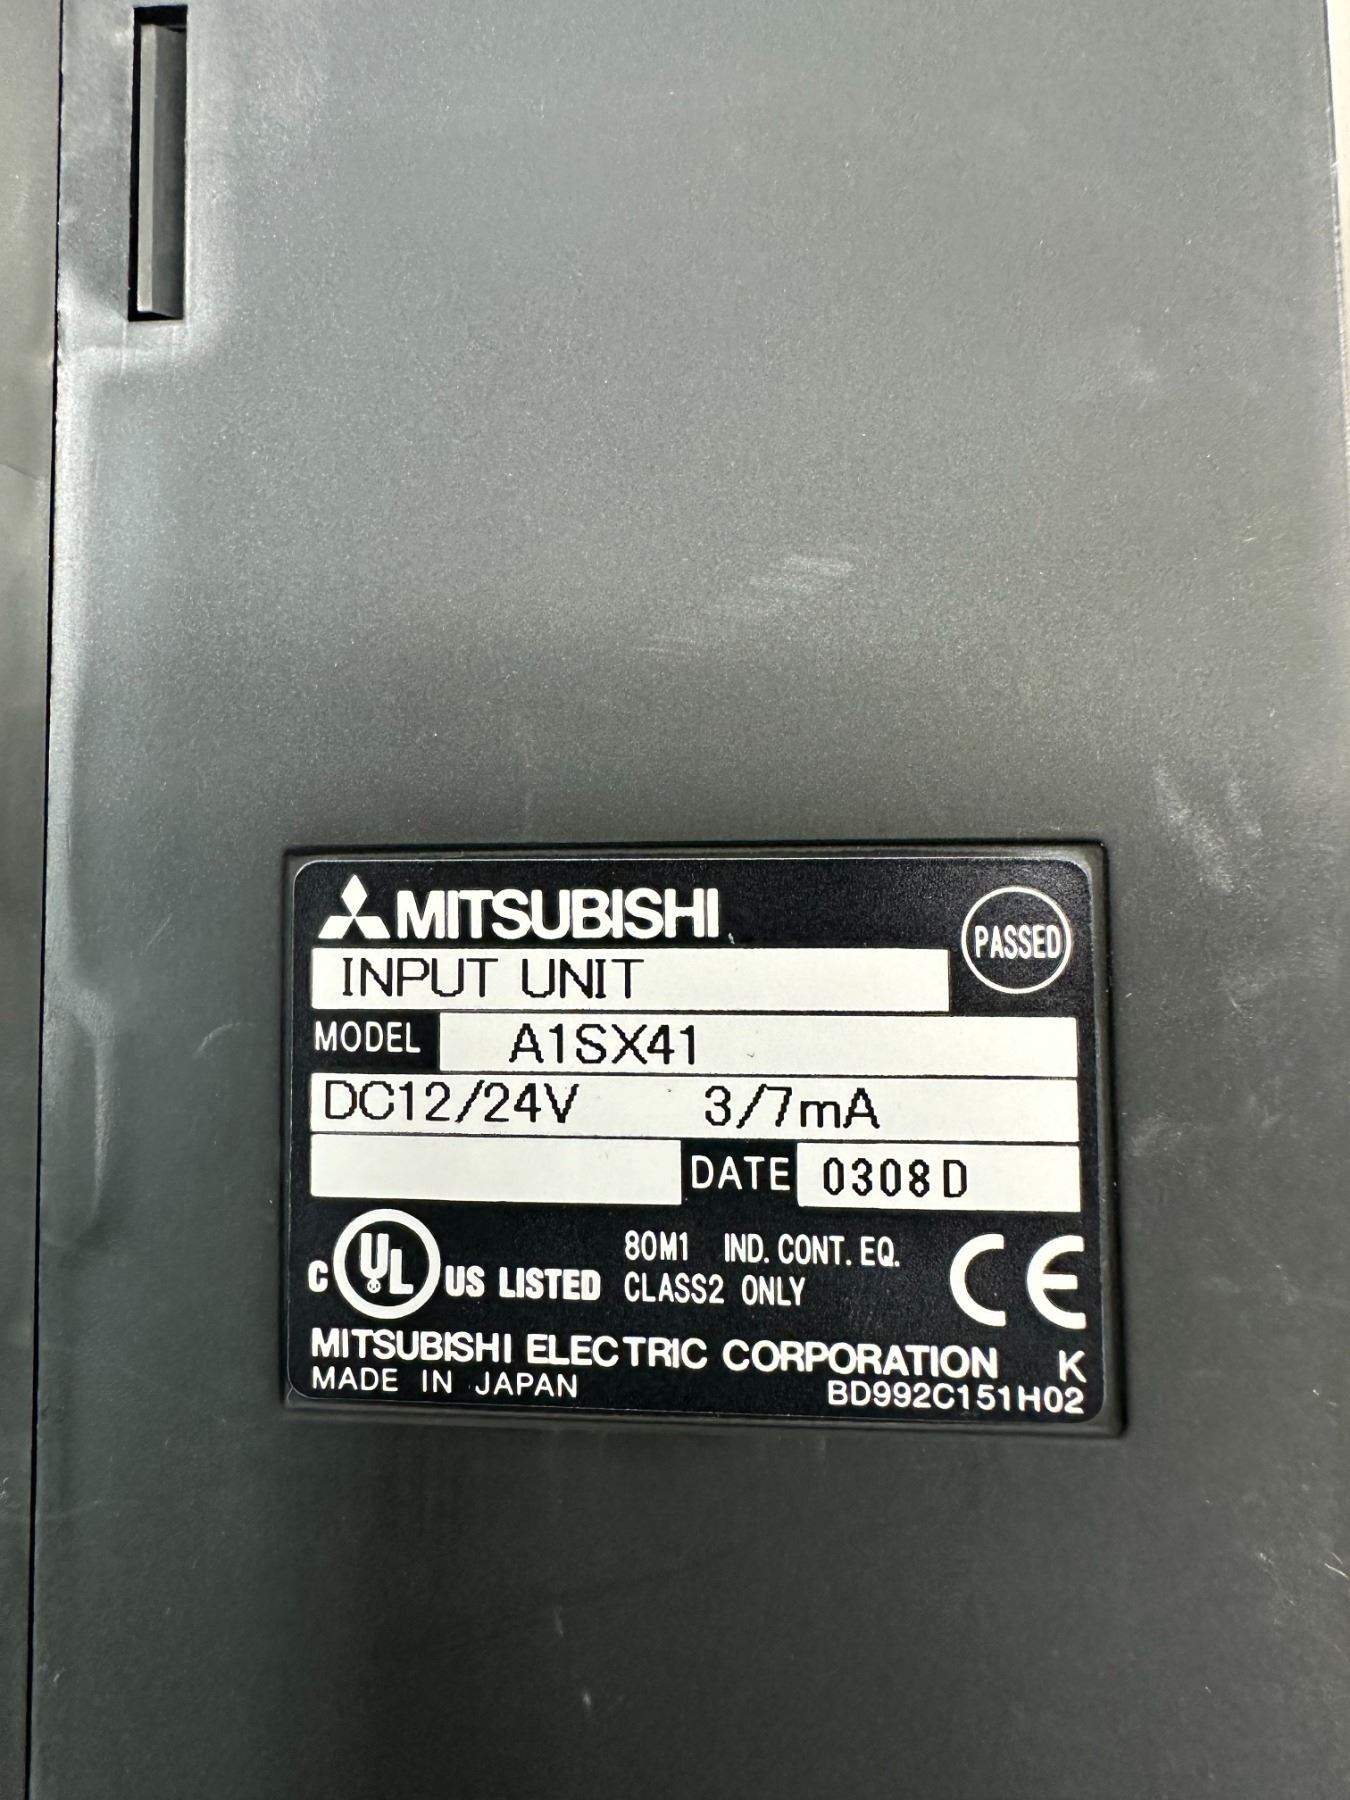 MITSUBISHI
PASSED
INPUT UNIT
MODEL A1SX41
DC12/24V 3/7mA
DATE 0308D
C UL US LISTED 80M1 IND. CONT. EQ.
CLASS2 ONLY CE
MITSUBISHI ELECTRIC CORPORATION K
MADE IN JAPAN BD992C151H02